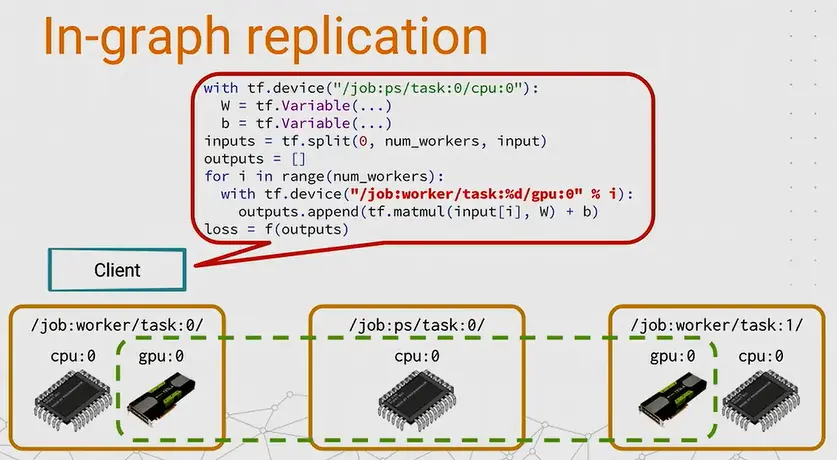 In-graph replication
with tf.device("/job:ps/task:0/cpu:0"):
W = tf.Variable(...)
b = tf.Variable(...)
inputs = tf.split(0, num_workers, input)
outputs = []
for i in range(num_workers):
with tf.device("/job:worker/task:%d/gpu:0" % i):
outputs.append(tf.matmul(input[i], W) + b)
loss = f(outputs)
Client
/job:worker/task:0/
cpu:0
gpu:0
/job:ps/task:0/
cpu:0
/job:worker/task:1/
gpu:0
cpu:0